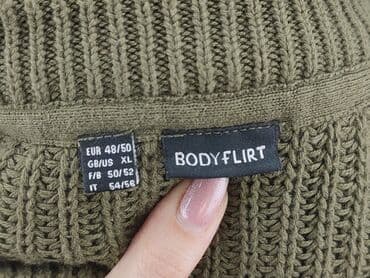 EUR 48/50
GB/US XL
F/B 50/52
IT 54/56
BODYFLIRT